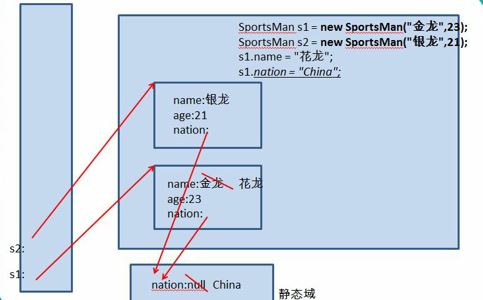 SportsMan s1 = new SportsMan("金龙",23);
SportsMan s2 = new SportsMan("银龙",21);
s1.name = "花龙";
s1.nation = "China";
name:银龙
age:21
nation:
name:金龙 花龙
age:23
nation:
s2:
s1:
nation:null China
静态域